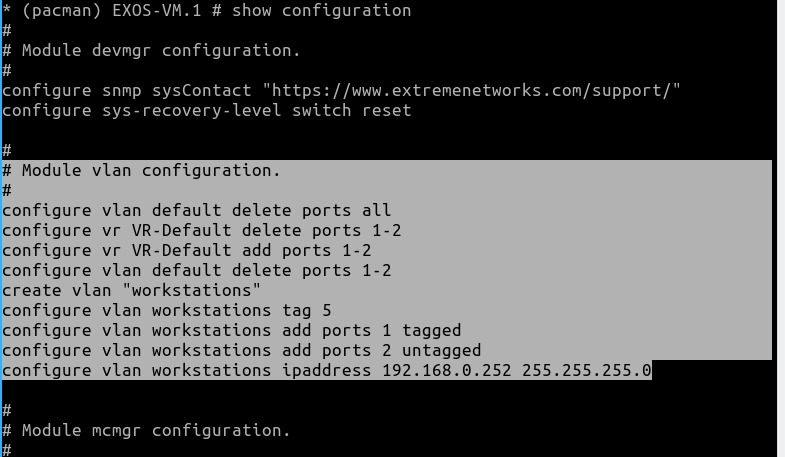 * (pacman) EXOS-VM.1 # show configuration
#
# Module devmgr configuration.
#
configure snmp sysContact "https://www.extremenetworks.com/support/"
configure sys-recovery-level switch reset
#
# Module vlan configuration.
#
configure vlan default delete ports all
configure vr VR-Default delete ports 1-2
configure vr VR-Default add ports 1-2
configure vlan default delete ports 1-2
create vlan "workstations"
configure vlan workstations tag 5
configure vlan workstations add ports 1 tagged
configure vlan workstations add ports 2 untagged
configure vlan workstations ipaddress 192.168.0.252 255.255.255.0
#
# Module mcmgr configuration.
#